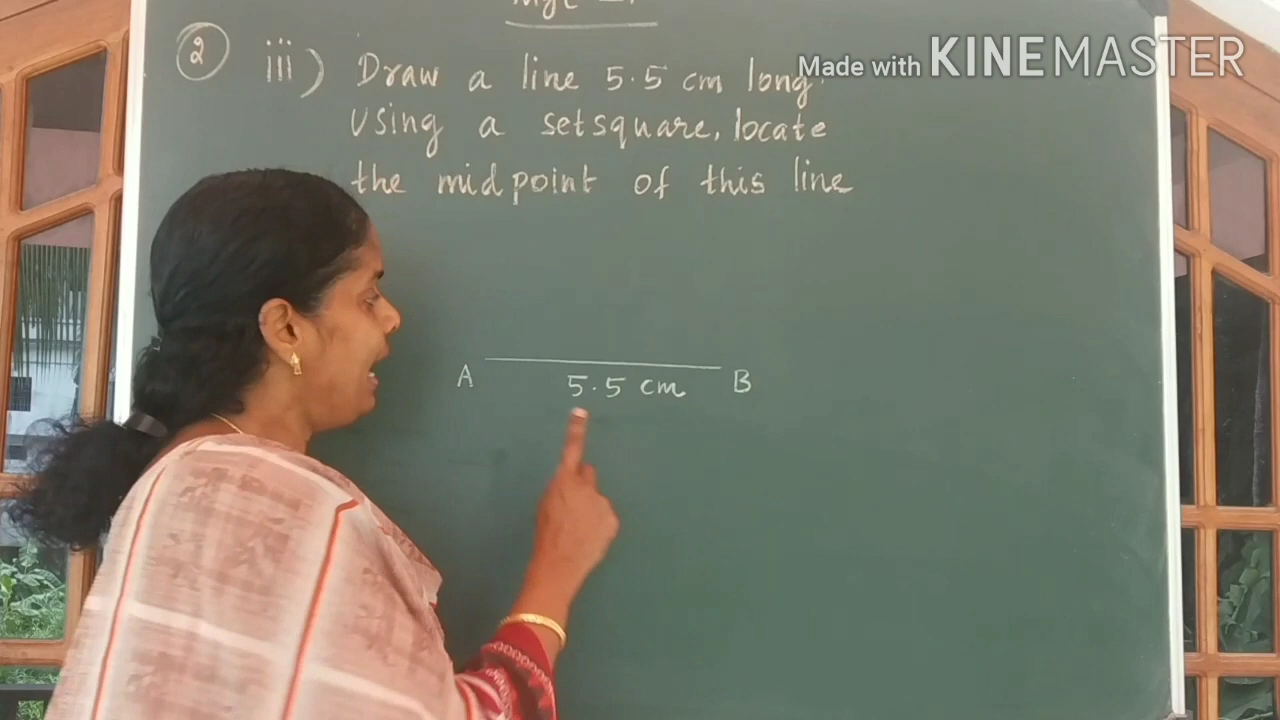 2
iii) Draw a line 5.5 cm long.
Using a setsquare, locate
the midpoint of this line
A 5.5 cm B
Made with KINEMASTER